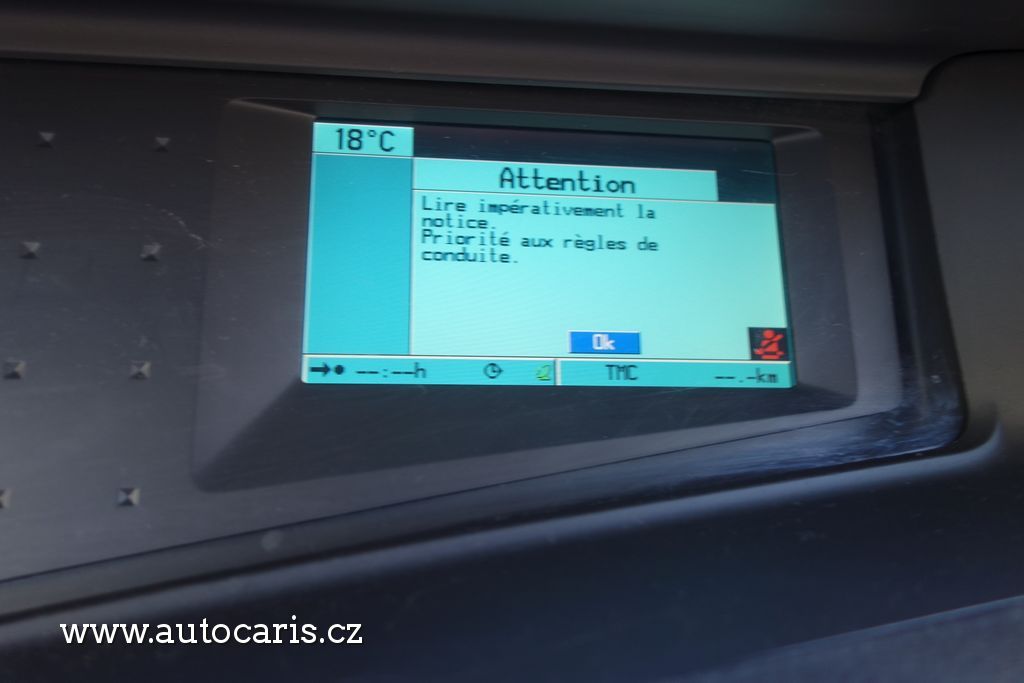 18°C
Attention
Lire impérativement la
notice.
Priorité aux règles de
conduite.
Ok
--:--h
TMC
--.-km
www.autocaris.cz